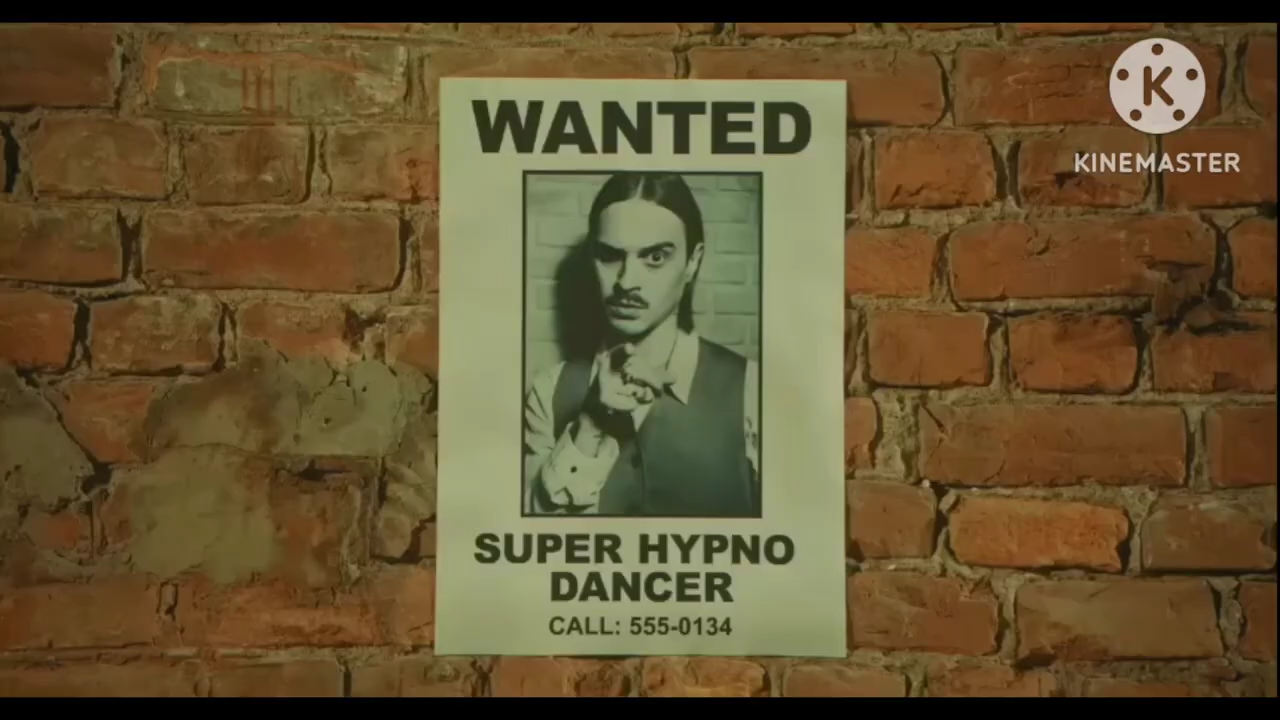 WANTED
K
KINEMASTER
SUPER HYPNO
DANCER
CALL: 555-0134